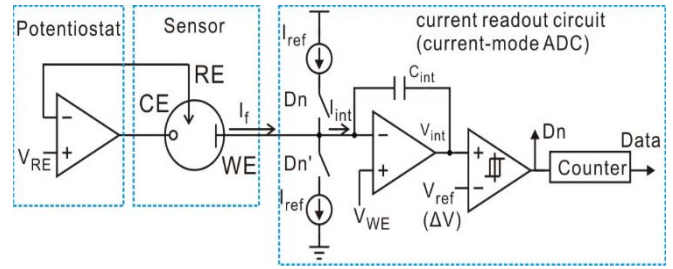 Potentiostat
Sensor
current readout circuit
(current-mode ADC)
I_ref
C_int
RE
CE
I_f
Dn
I_int
V_int
Dn
Data
−
−
+
V_RE
+
WE
Dn'
+
−
V_ref
(ΔV)
Counter
I_ref
V_WE